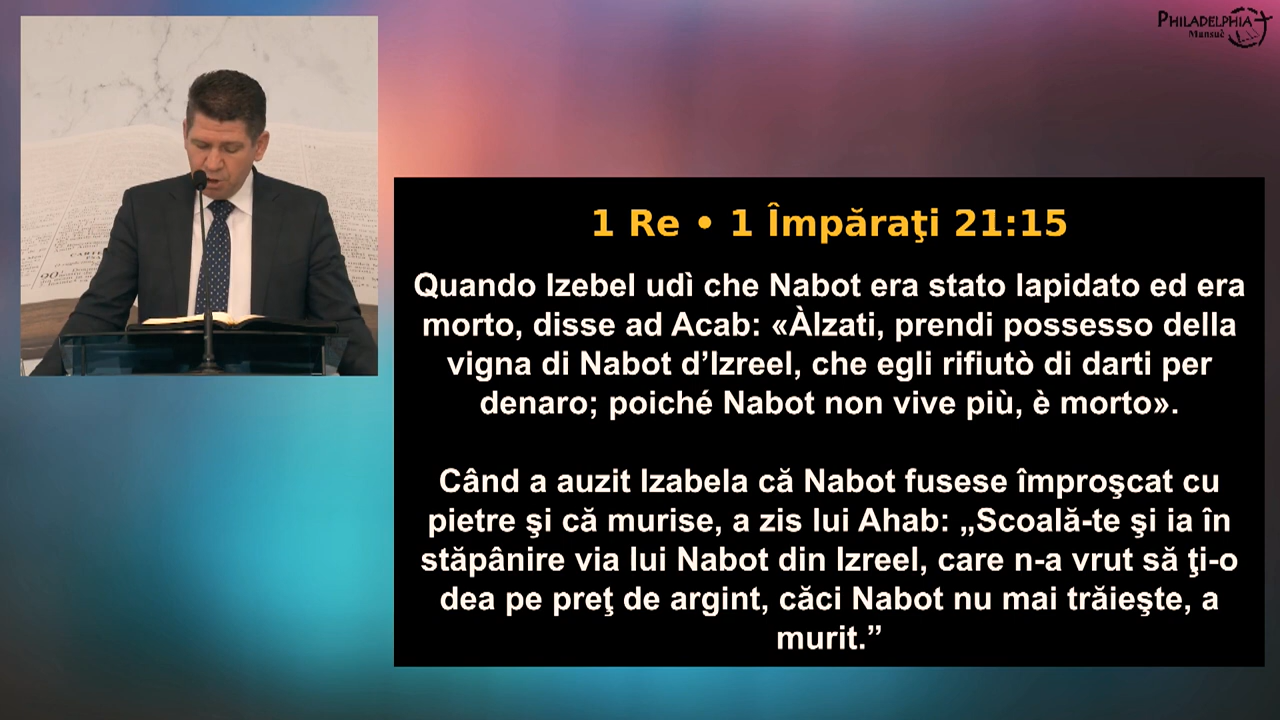 PHILADELPHIA
Mansuè
1 Re • 1 Împăraţi 21:15
Quando Izebel udì che Nabot era stato lapidato ed era
morto, disse ad Acab: «Àlzati, prendi possesso della
vigna di Nabot d’Izreel, che egli rifiutò di darti per
denaro; poiché Nabot non vive più, è morto».
Când a auzit Izabela că Nabot fusese împroşcat cu
pietre şi că murise, a zis lui Ahab: „Scoală-te şi ia în
stăpânire via lui Nabot din Izreel, care n-a vrut să ţi-o
dea pe preţ de argint, căci Nabot nu mai trăieşte, a
murit.”
90